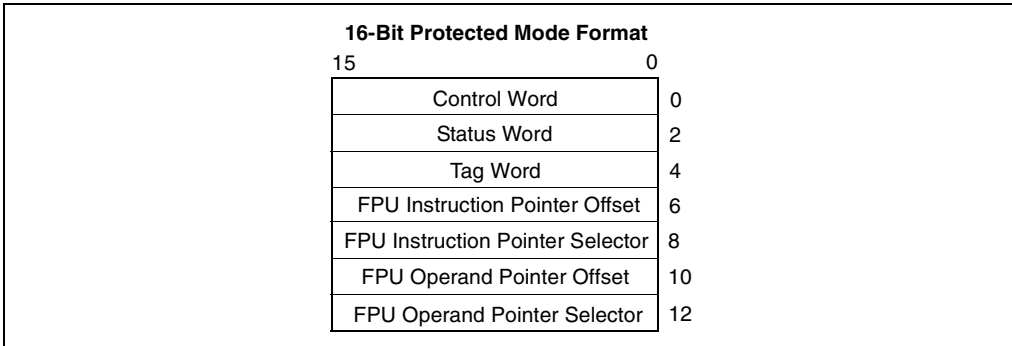 16-Bit Protected Mode Format
15 0
Control Word 0
Status Word 2
Tag Word 4
FPU Instruction Pointer Offset 6
FPU Instruction Pointer Selector 8
FPU Operand Pointer Offset 10
FPU Operand Pointer Selector 12